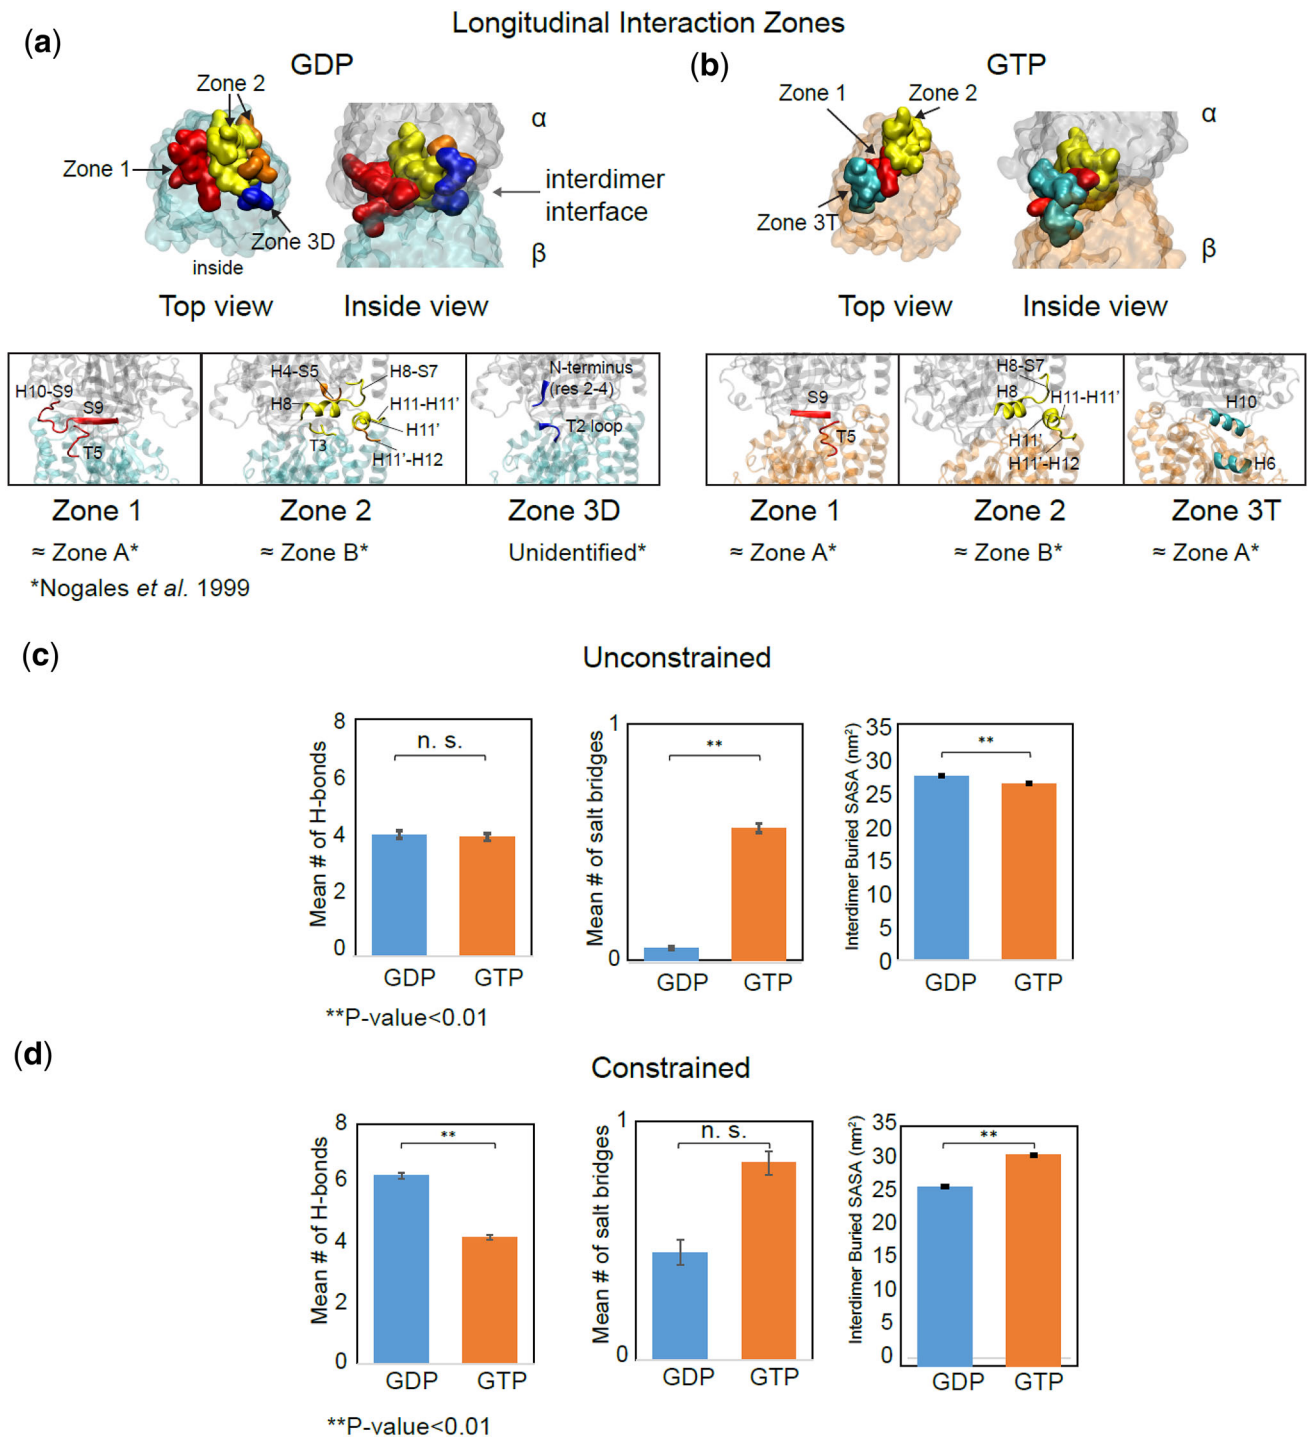 Longitudinal Interaction Zones
(a)
GDP
Zone 2
Zone 1
Zone 3D
inside
α
interdimer
interface
β
Top view
Inside view
(b)
GTP
Zone 1
Zone 2
Zone 3T
α
β
Top view
Inside view
H10-S9
S9
T5
H4-S5
H8-S7
H8
H11-H11'
H11'
T3
H11'-H12
N-terminus
(res 2-4)
T2 loop
Zone 1
Zone 2
Zone 3D
≈ Zone A*
≈ Zone B*
Unidentified*
*Nogales et al. 1999
S9
T5
H8-S7
H8
H11-H11'
H11'
H11'-H12
H10
H6
Zone 1
Zone 2
Zone 3T
≈ Zone A*
≈ Zone B*
≈ Zone A*
(c)
Unconstrained
Mean # of H-bonds
8
6
4
2
0
n. s.
GDP
GTP
Mean # of salt bridges
1
0
**
GDP
GTP
Interdimer Buried SASA (nm²)
35
30
25
20
15
10
5
0
**
GDP
GTP
**P-value<0.01
(d)
Constrained
Mean # of H-bonds
8
6
4
2
0
**
GDP
GTP
Mean # of salt bridges
1
0
n. s.
GDP
GTP
Interdimer Buried SASA (nm²)
35
30
25
20
15
10
5
0
**
GDP
GTP
**P-value<0.01